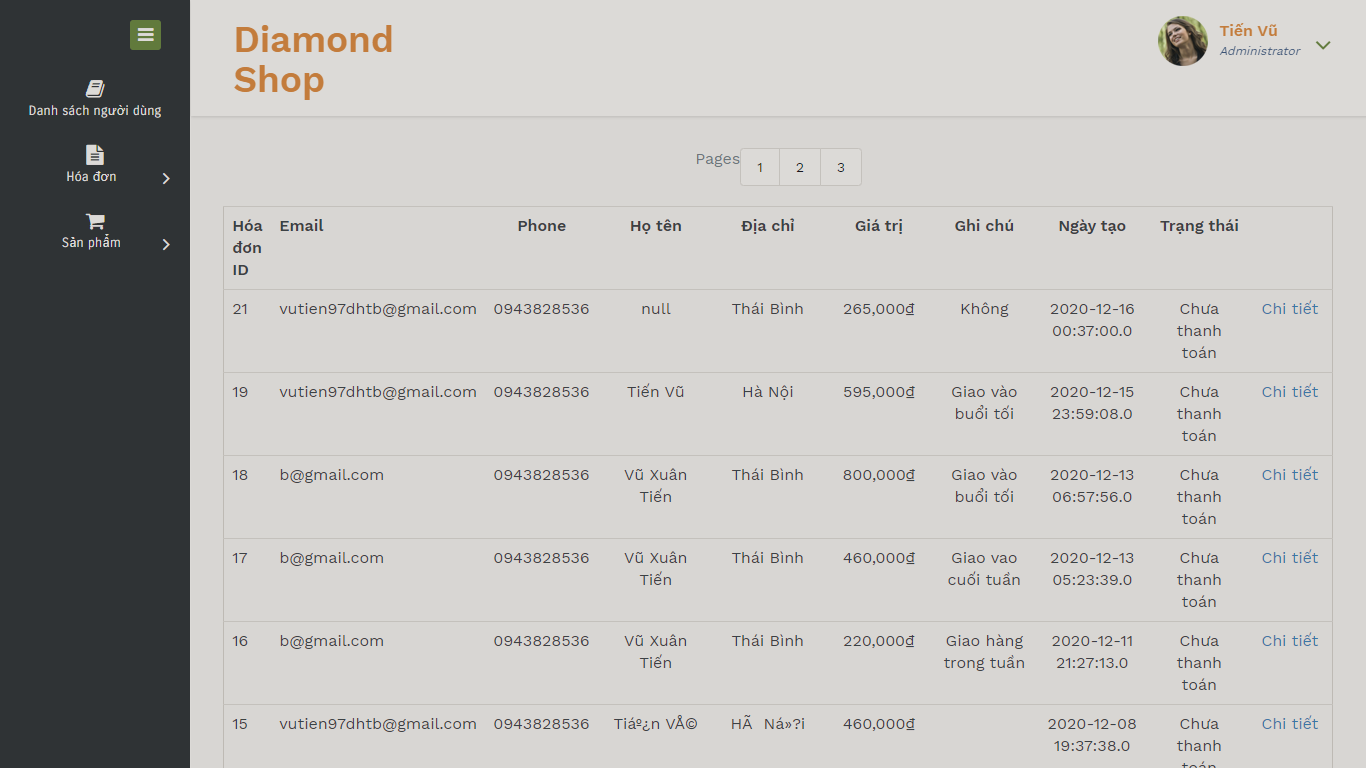 Diamond
Shop
Tiến Vũ
Administrator
Danh sách người dùng
Hóa đơn
Sản phẩm
Pages 1 2 3
Hóa đơn ID Email Phone Họ tên Địa chỉ Giá trị Ghi chú Ngày tạo Trạng thái
21 vutien97dhtb@gmail.com 0943828536 null Thái Bình 265,000₫ Không 2020-12-16 00:37:00.0 Chưa thanh toán Chi tiết
19 vutien97dhtb@gmail.com 0943828536 Tiến Vũ Hà Nội 595,000₫ Giao vào buổi tối 2020-12-15 23:59:08.0 Chưa thanh toán Chi tiết
18 b@gmail.com 0943828536 Vũ Xuân Tiến Thái Bình 800,000₫ Giao vào buổi tối 2020-12-13 06:57:56.0 Chưa thanh toán Chi tiết
17 b@gmail.com 0943828536 Vũ Xuân Tiến Thái Bình 460,000₫ Giao vao cuối tuần 2020-12-13 05:23:39.0 Chưa thanh toán Chi tiết
16 b@gmail.com 0943828536 Vũ Xuân Tiến Thái Bình 220,000₫ Giao hàng trong tuần 2020-12-11 21:27:13.0 Chưa thanh toán Chi tiết
15 vutien97dhtb@gmail.com 0943828536 Tiáº¿n VÅ© HÃ  Ná»?i 460,000₫ 2020-12-08 19:37:38.0 Chưa thanh toán Chi tiết